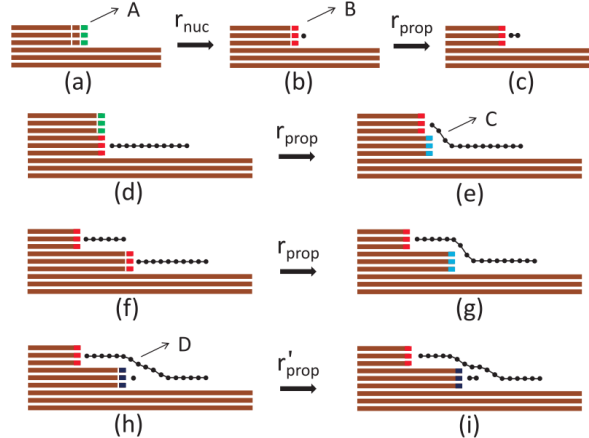 A r_nuc B r_prop
(a) (b) (c)
r_prop C
(d) (e)
r_prop
(f) (g)
D r'_prop
(h) (i)